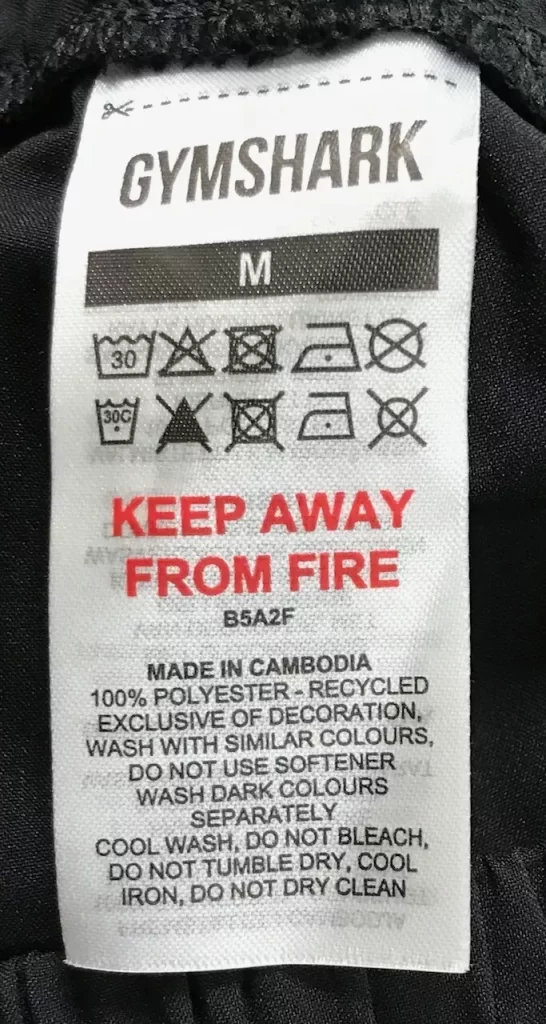 GYMSHARK
M
30
30C
KEEP AWAY
FROM FIRE
B5A2F
MADE IN CAMBODIA
100% POLYESTER - RECYCLED
EXCLUSIVE OF DECORATION,
WASH WITH SIMILAR COLOURS,
DO NOT USE SOFTENER
WASH DARK COLOURS
SEPARATELY
COOL WASH, DO NOT BLEACH,
DO NOT TUMBLE DRY, COOL
IRON, DO NOT DRY CLEAN